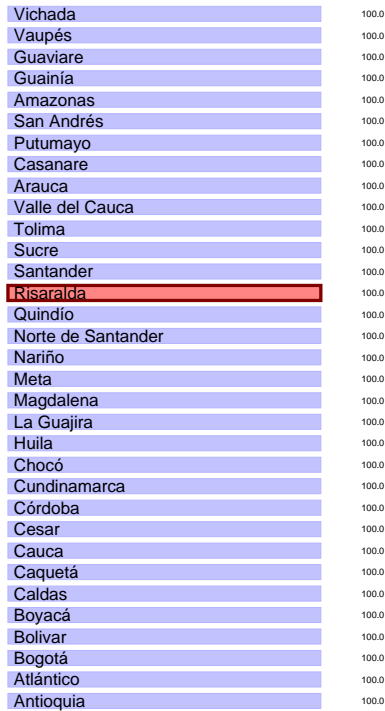 Vichada 100.0
Vaupés 100.0
Guaviare 100.0
Guainía 100.0
Amazonas 100.0
San Andrés 100.0
Putumayo 100.0
Casanare 100.0
Arauca 100.0
Valle del Cauca 100.0
Tolima 100.0
Sucre 100.0
Santander 100.0
Risaralda 100.0
Quindío 100.0
Norte de Santander 100.0
Nariño 100.0
Meta 100.0
Magdalena 100.0
La Guajira 100.0
Huila 100.0
Chocó 100.0
Cundinamarca 100.0
Córdoba 100.0
Cesar 100.0
Cauca 100.0
Caquetá 100.0
Caldas 100.0
Boyacá 100.0
Bolivar 100.0
Bogotá 100.0
Atlántico 100.0
Antioquia 100.0